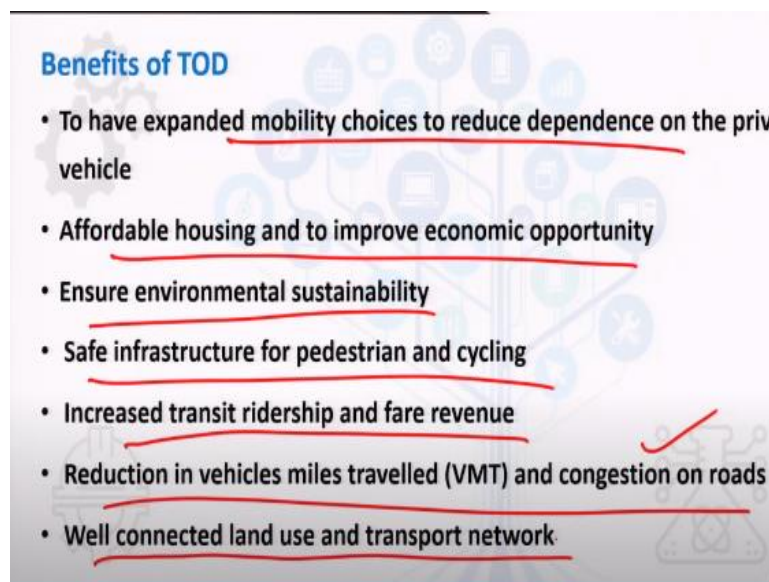 Benefits of TOD
• To have expanded mobility choices to reduce dependence on the priv
vehicle
• Affordable housing and to improve economic opportunity
• Ensure environmental sustainability
• Safe infrastructure for pedestrian and cycling
• Increased transit ridership and fare revenue
• Reduction in vehicles miles travelled (VMT) and congestion on roads
• Well connected land use and transport network